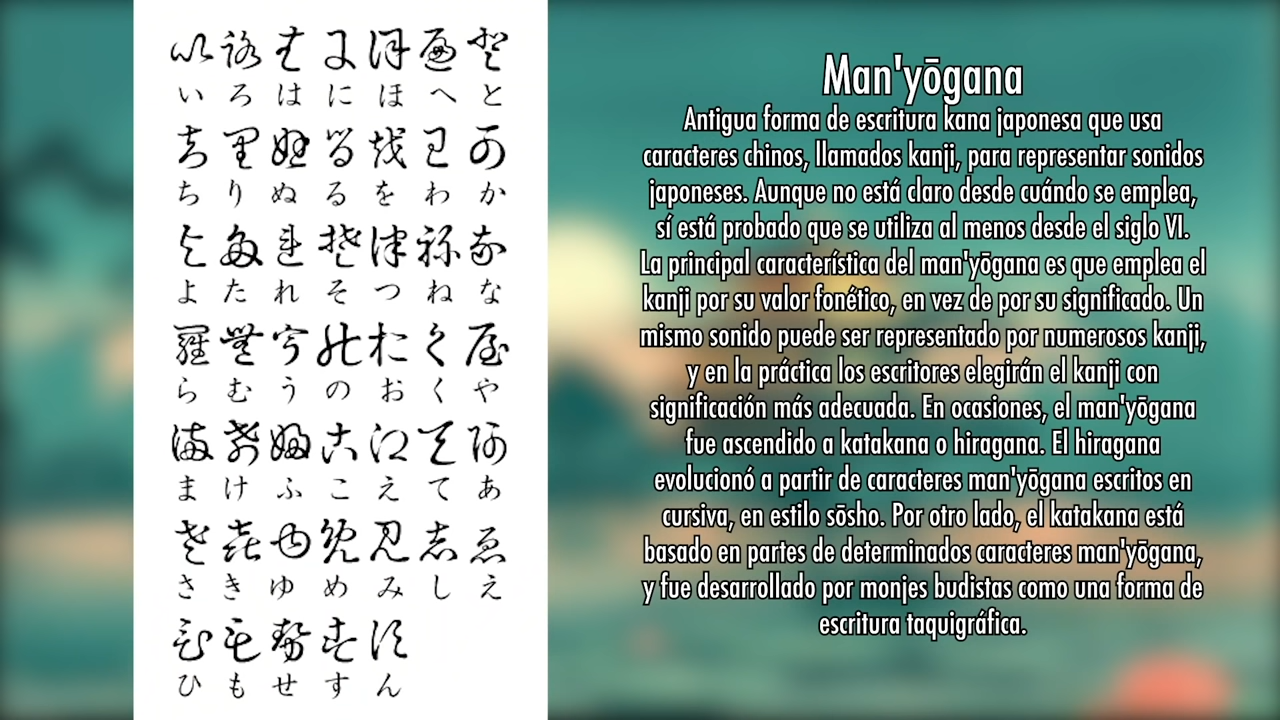 いろはにほへと
ちりぬるをわか
よたれそつねな
らむうのおくや
まけふこえてあ
さきゆめみしえ
ひもせすん
Man'yōgana
Antigua forma de escritura kana japonesa que usa
caracteres chinos, llamados kanji, para representar sonidos
japoneses. Aunque no está claro desde cuándo se emplea,
sí está probado que se utiliza al menos desde el siglo VI.
La principal característica del man'yōgana es que emplea el
kanji por su valor fonético, en vez de por su significado. Un
mismo sonido puede ser representado por numerosos kanji,
y en la práctica los escritores elegirán el kanji con
significación más adecuada. En ocasiones, el man'yōgana
fue ascendido a katakana o hiragana. El hiragana
evolucionó a partir de caracteres man'yōgana escritos en
cursiva, en estilo sōsho. Por otro lado, el katakana está
basado en partes de determinados caracteres man'yōgana,
y fue desarrollado por monjes budistas como una forma de
escritura taquigráfica.